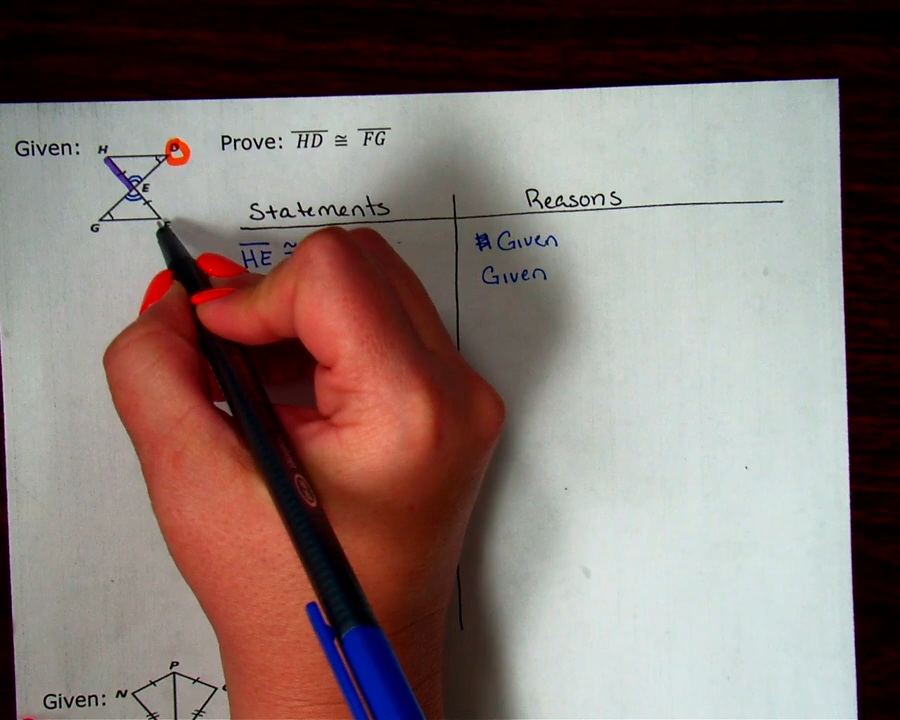 Given: H D Prove: HD ≅ FG
E
G
Statements Reasons
HE ≅ Given
Given
Given: N P